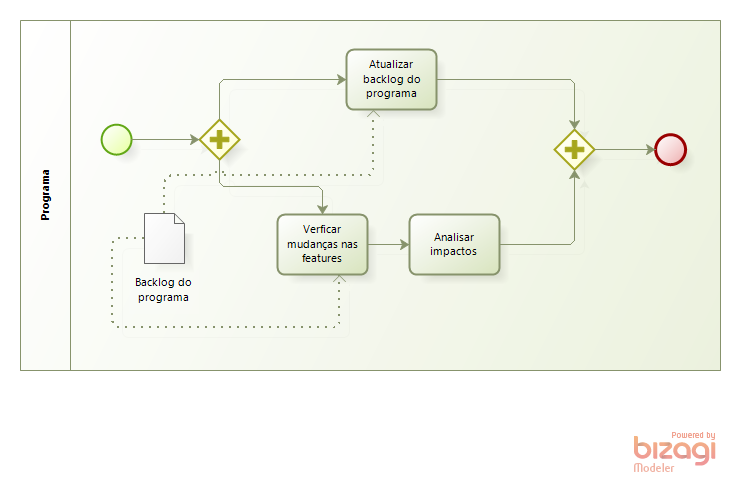 Programa
Atualizar
backlog do
programa
Verficar
mudanças nas
features
Analisar
impactos
Backlog do
programa
Powered by
bizagi
Modeler